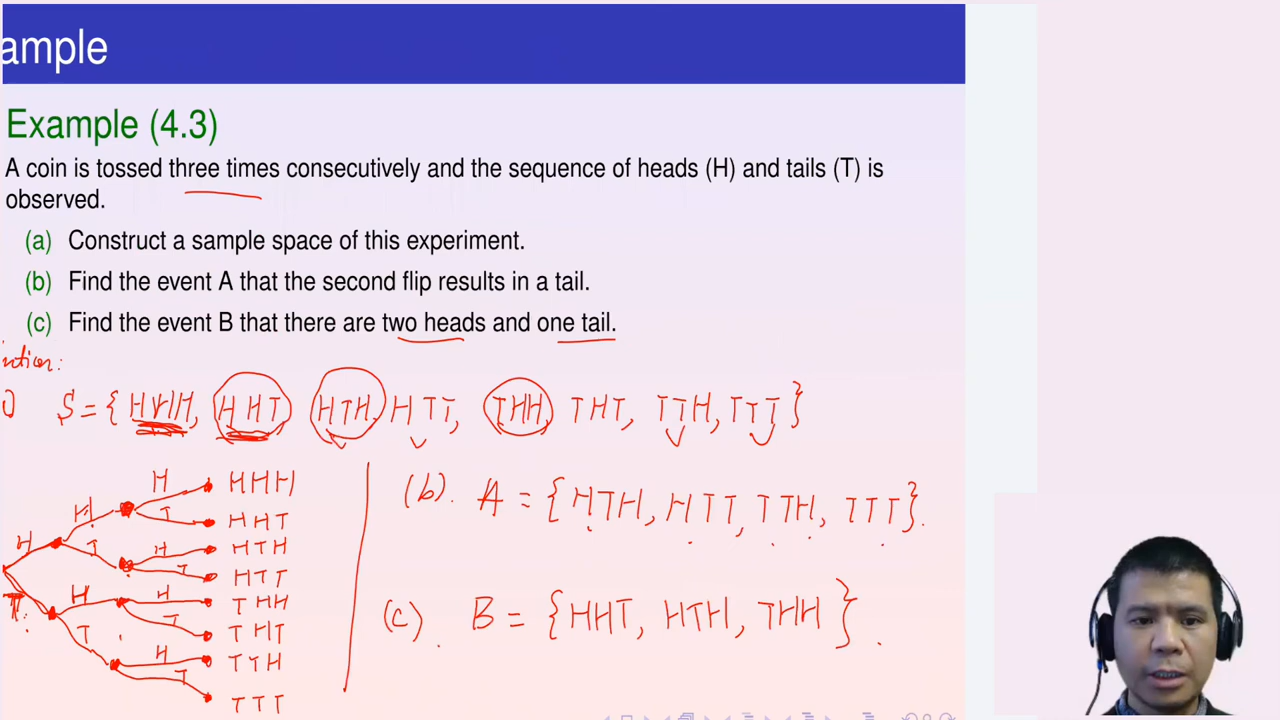 ample
Example (4.3)
A coin is tossed three times consecutively and the sequence of heads (H) and tails (T) is
observed.
(a) Construct a sample space of this experiment.
(b) Find the event A that the second flip results in a tail.
(c) Find the event B that there are two heads and one tail.
ution:
S={HHH, HHT, HTH, HTT, THH, THT, TTH, TTT}
(b). A = {HTH, HTT, TTH, TTT}.
(c) B = {HHT, HTH, THH}.
H T
H T
H T
H T H T H T H T
HHH
HHT
HTH
HTT
THH
THT
TTH
TTT